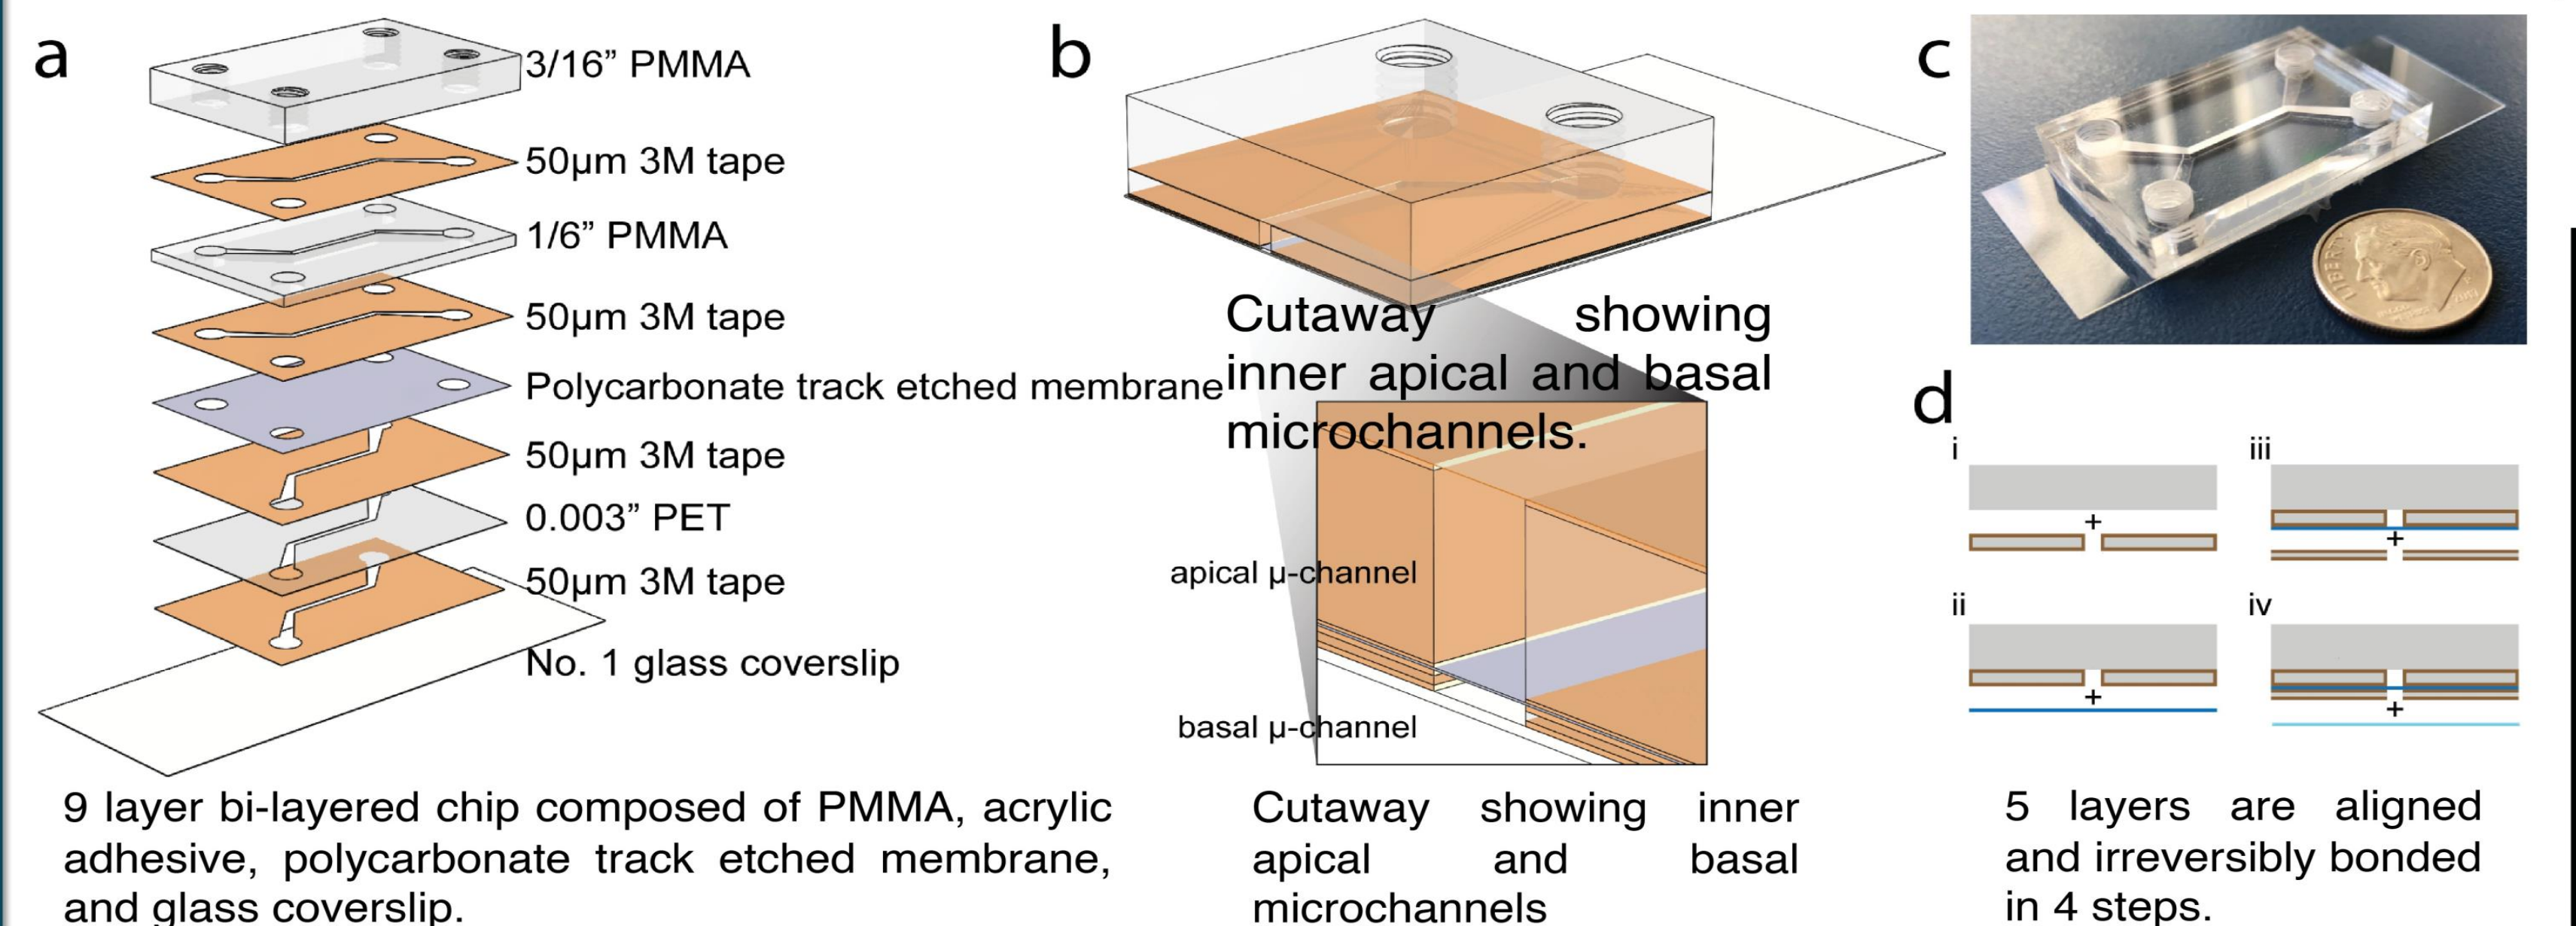 a
3/16” PMMA
50µm 3M tape
1/6” PMMA
50µm 3M tape
Polycarbonate track etched membrane
50µm 3M tape
0.003” PET
50µm 3M tape
No. 1 glass coverslip
9 layer bi-layered chip composed of PMMA, acrylic
adhesive, polycarbonate track etched membrane,
and glass coverslip.
b
Cutaway showing
inner apical and basal
microchannels.
apical µ-channel
basal µ-channel
Cutaway showing inner
apical and basal
microchannels
c
LIBERTY
d
i
+
ii
+
iii
+
iv
+
5 layers are aligned
and irreversibly bonded
in 4 steps.